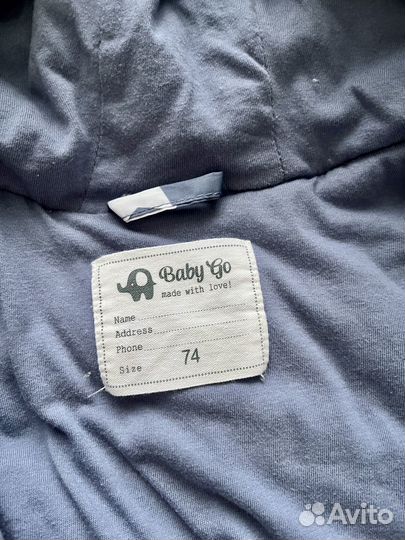 Baby Go
made with love!
Name
Address
Phone
Size 74
Avito